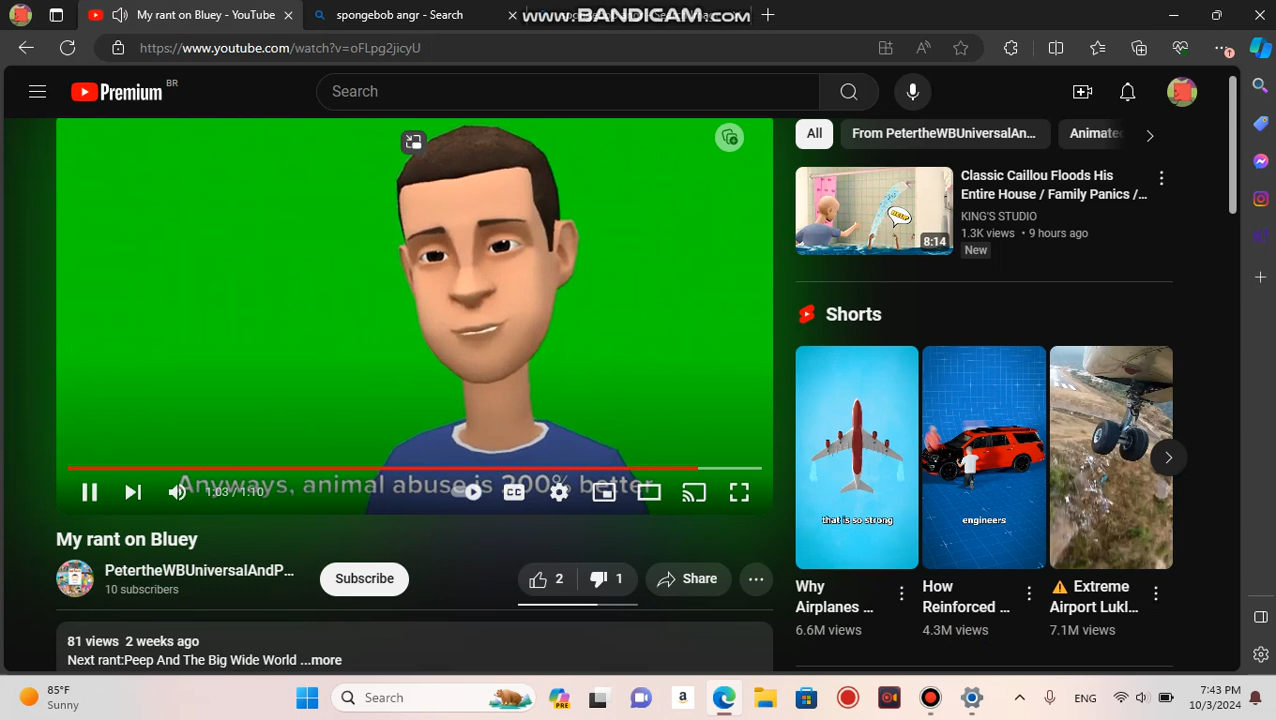 My rant on Bluey - YouTube
spongebob angr - Search
www.BANDICAM.com
https://www.youtube.com/watch?v=oFLpg2jicyU
Premium BR
Search
All
From PetertheWBUniversalAn...
Animated
Classic Caillou Floods His
Entire House / Family Panics /...
KING'S STUDIO
1.3K views • 9 hours ago
New
HELP
8:14
Shorts
that is so strong
engineers
Anyways, animal abuse is 200% better
1:03 / 1:10
CC
My rant on Bluey
PetertheWBUniversalAndP...
10 subscribers
Subscribe
2
1
Share
Why
Airplanes ...
6.6M views
How
Reinforced ...
4.3M views
⚠️ Extreme
Airport Lukl...
7.1M views
81 views 2 weeks ago
Next rant:Peep And The Big Wide World ...more
85°F
Sunny
Search
PRE
ENG
7:43 PM
10/3/2024